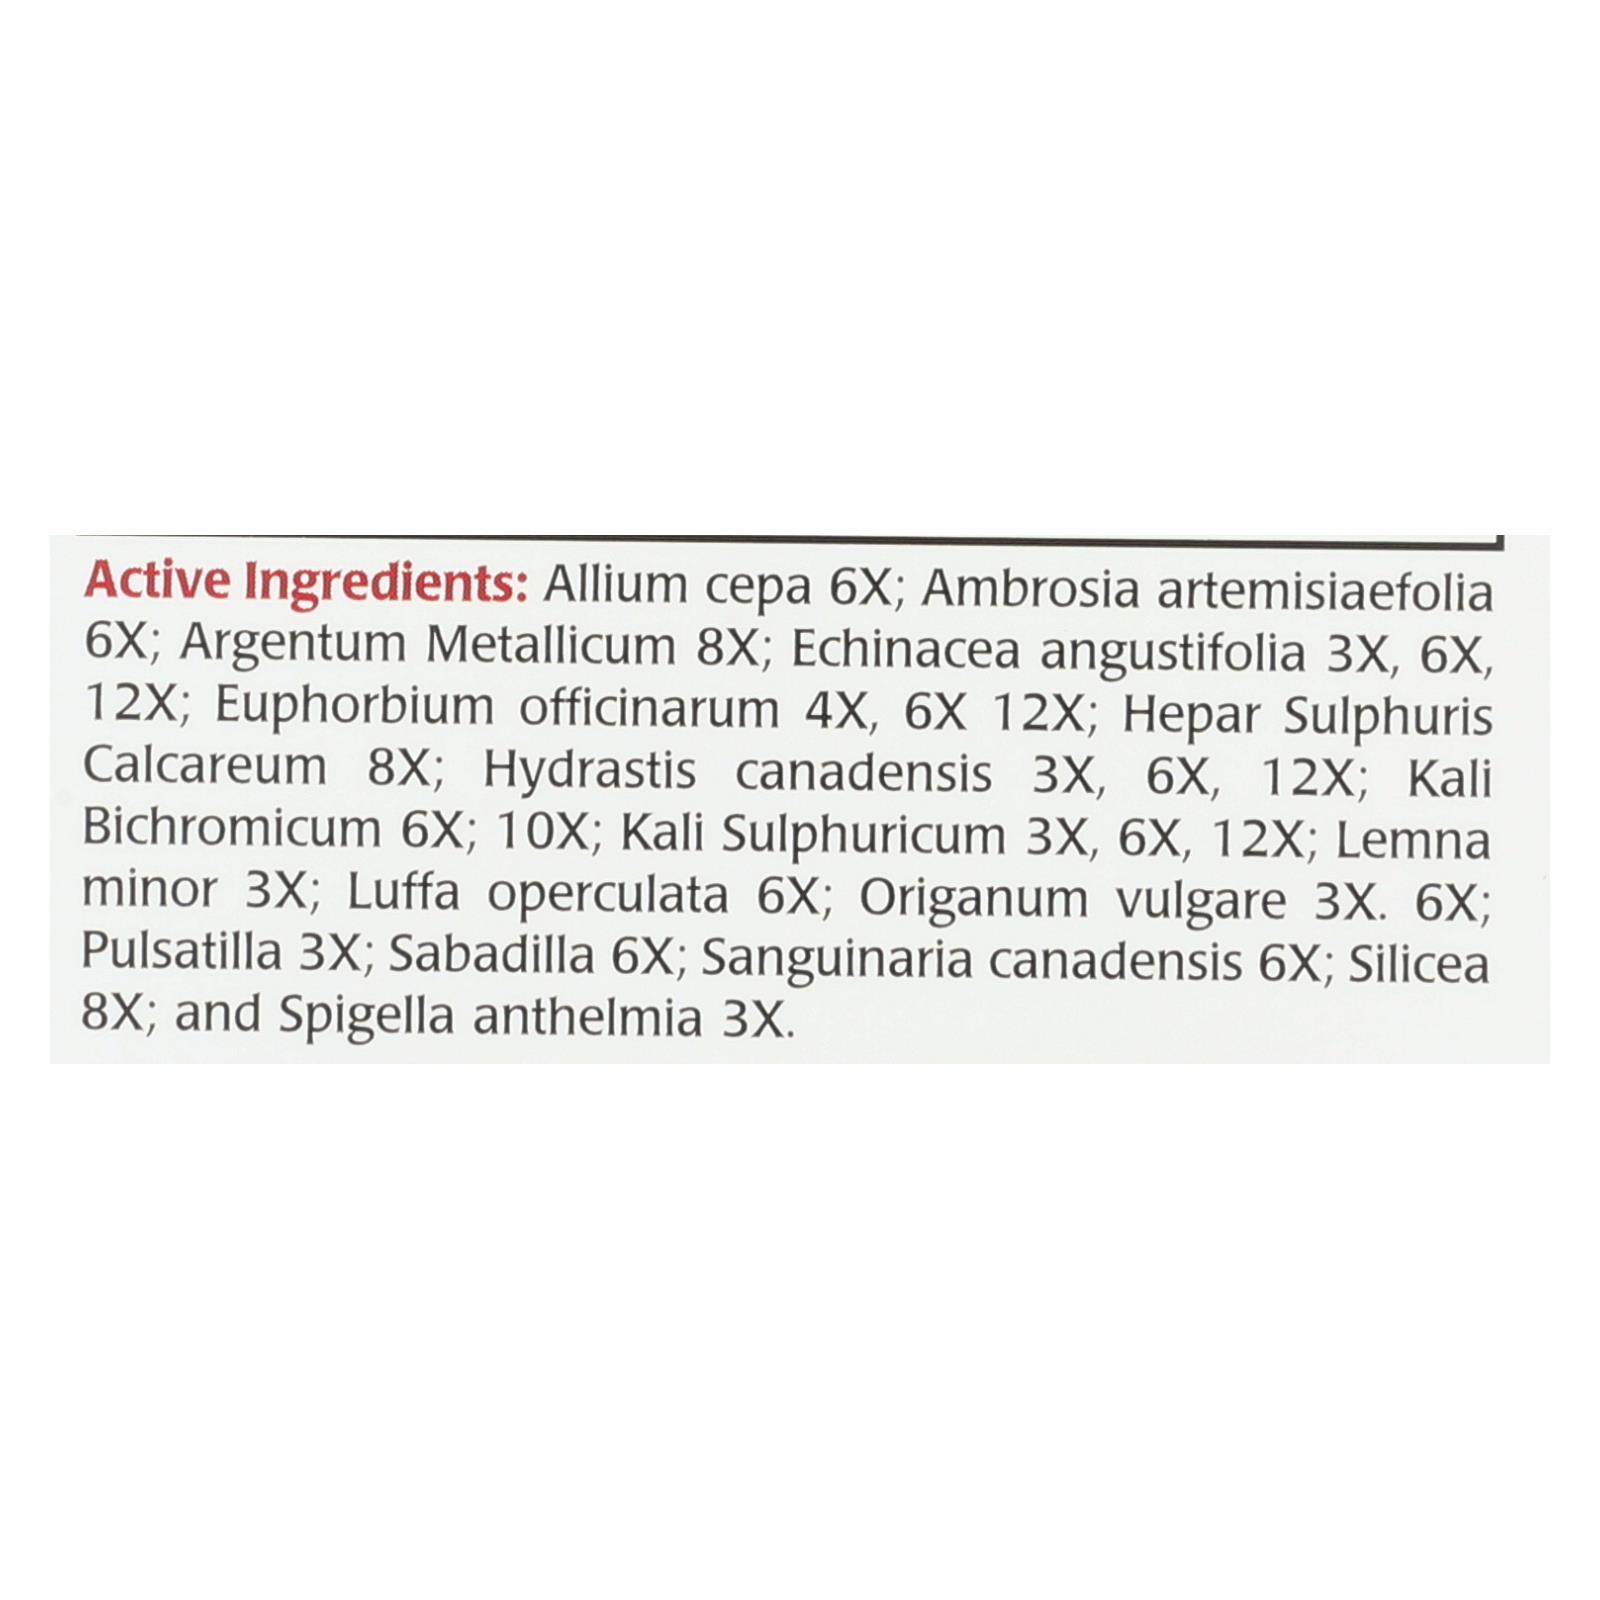 Active Ingredients: Allium cepa 6X; Ambrosia artemisiaefolia
6X; Argentum Metallicum 8X; Echinacea angustifolia 3X, 6X,
12X; Euphorbium officinarum 4X, 6X 12X; Hepar Sulphuris
Calcareum 8X; Hydrastis canadensis 3X, 6X, 12X; Kali
Bichromicum 6X; 10X; Kali Sulphuricum 3X, 6X, 12X; Lemna
minor 3X; Luffa operculata 6X; Origanum vulgare 3X. 6X;
Pulsatilla 3X; Sabadilla 6X; Sanguinaria canadensis 6X; Silicea
8X; and Spigella anthelmia 3X.